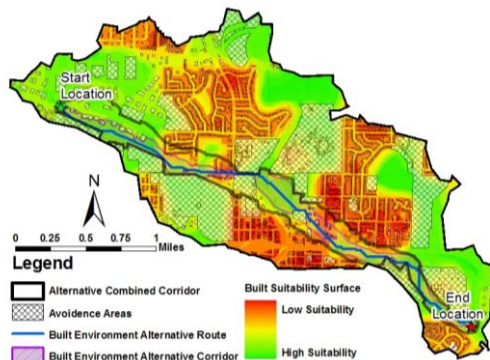 Start
Location
N
0 0.25 0.5 0.75 1
Miles
Legend
Alternative Combined Corridor
Avoidence Areas
Built Environment Alternative Route
Built Environment Alternative Corridor
Built Suitability Surface
Low Suitability
High Suitability
End
Location